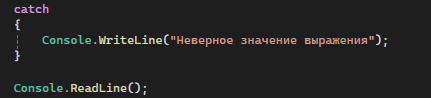 catch
{
Console.WriteLine("Неверное значение выражения");
}
Console.ReadLine();